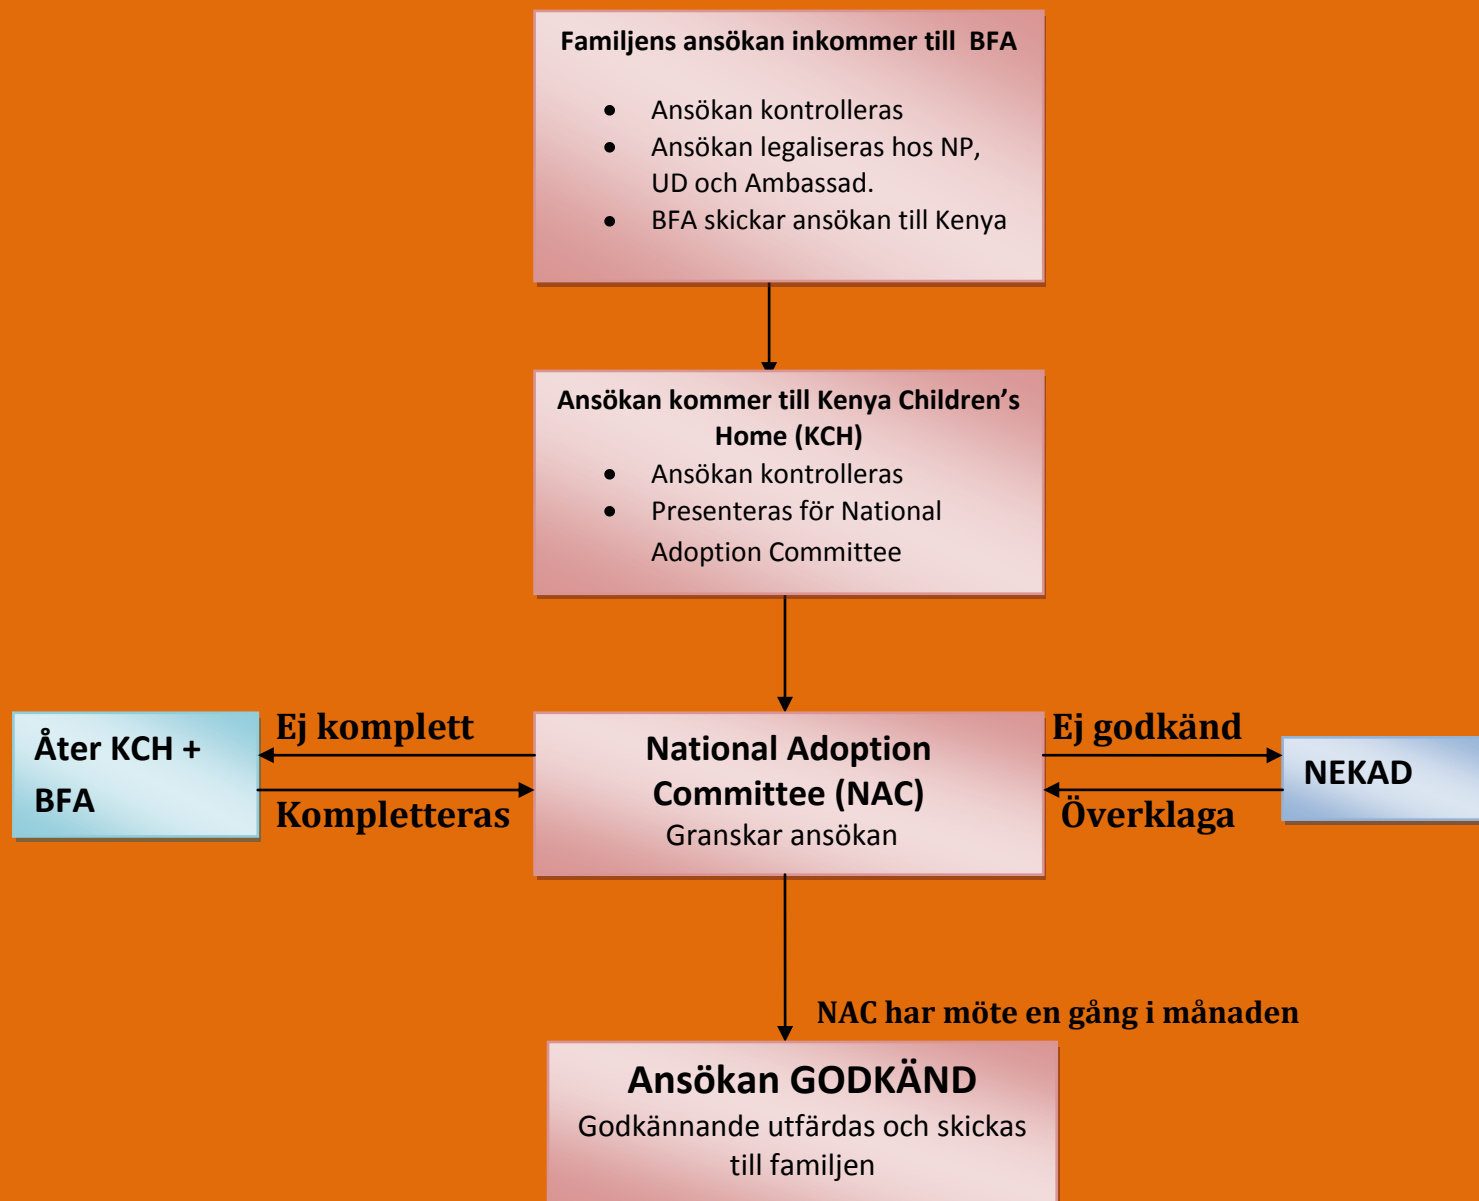 Familjens ansökan inkommer till BFA
• Ansökan kontrolleras
• Ansökan legaliseras hos NP,
UD och Ambassad.
• BFA skickar ansökan till Kenya
Ansökan kommer till Kenya Children’s
Home (KCH)
• Ansökan kontrolleras
• Presenteras för National
Adoption Committee
Åter KCH +
BFA
Ej komplett
Kompletteras
National Adoption
Committee (NAC)
Granskar ansökan
Ej godkänd
Överklaga
NEKAD
NAC har möte en gång i månaden
Ansökan GODKÄND
Godkännande utfärdas och skickas
till familjen